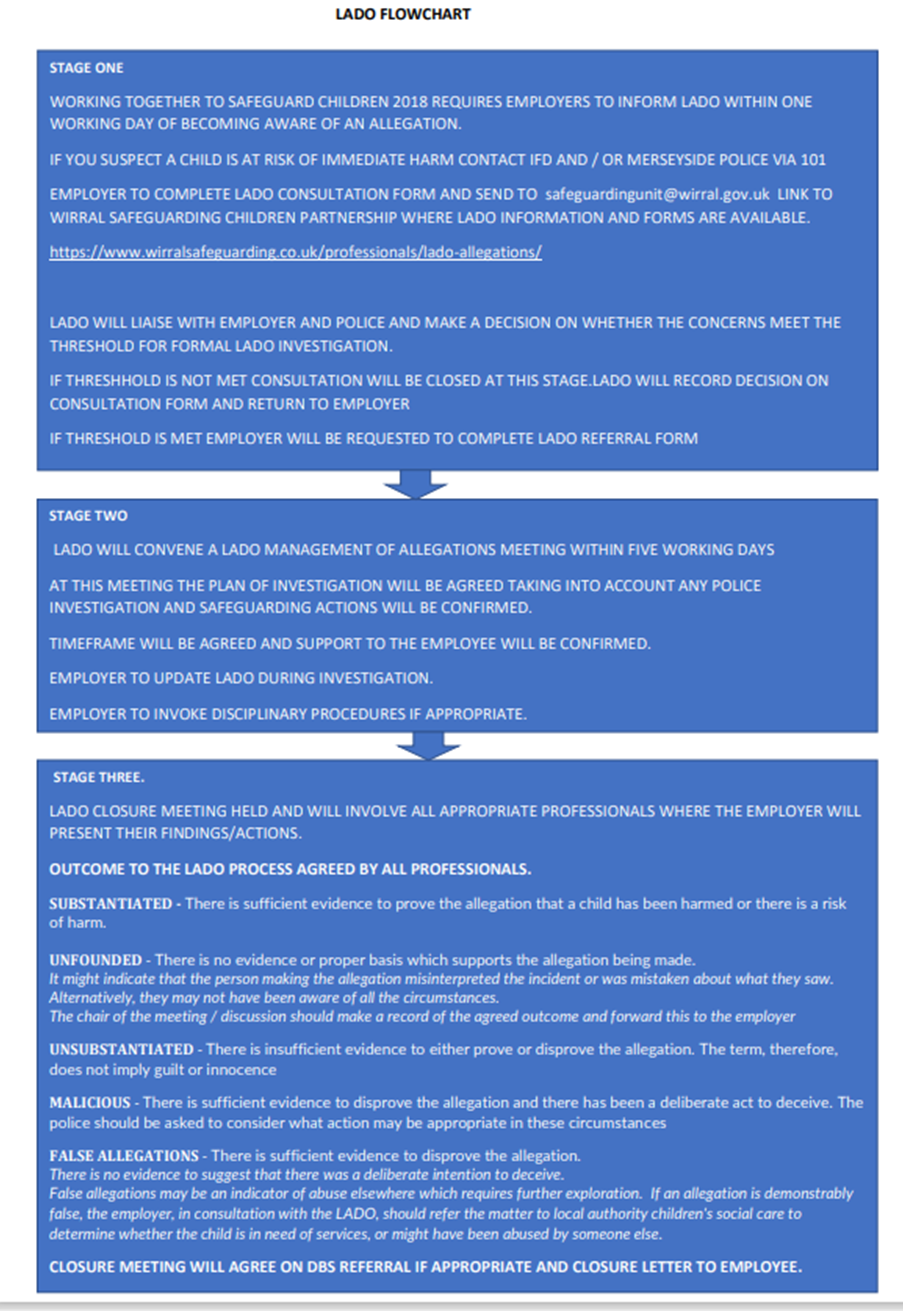 LADO FLOWCHART
STAGE ONE
WORKING TOGETHER TO SAFEGUARD CHILDREN 2018 REQUIRES EMPLOYERS TO INFORM LADO WITHIN ONE
WORKING DAY OF BECOMING AWARE OF AN ALLEGATION.
IF YOU SUSPECT A CHILD IS AT RISK OF IMMEDIATE HARM CONTACT IFD AND / OR MERSEYSIDE POLICE VIA 101
EMPLOYER TO COMPLETE LADO CONSULTATION FORM AND SEND TO safeguardingunit@wirral.gov.uk LINK TO
WIRRAL SAFEGUARDING CHILDREN PARTNERSHIP WHERE LADO INFORMATION AND FORMS ARE AVAILABLE.
https://www.wirralsafeguarding.co.uk/professionals/lado-allegations/
LADO WILL LIAISE WITH EMPLOYER AND POLICE AND MAKE A DECISION ON WHETHER THE CONCERNS MEET THE
THRESHOLD FOR FORMAL LADO INVESTIGATION.
IF THRESHHOLD IS NOT MET CONSULTATION WILL BE CLOSED AT THIS STAGE.LADO WILL RECORD DECISION ON
CONSULTATION FORM AND RETURN TO EMPLOYER
IF THRESHOLD IS MET EMPLOYER WILL BE REQUESTED TO COMPLETE LADO REFERRAL FORM
STAGE TWO
LADO WILL CONVENE A LADO MANAGEMENT OF ALLEGATIONS MEETING WITHIN FIVE WORKING DAYS
AT THIS MEETING THE PLAN OF INVESTIGATION WILL BE AGREED TAKING INTO ACCOUNT ANY POLICE
INVESTIGATION AND SAFEGUARDING ACTIONS WILL BE CONFIRMED.
TIMEFRAME WILL BE AGREED AND SUPPORT TO THE EMPLOYEE WILL BE CONFIRMED.
EMPLOYER TO UPDATE LADO DURING INVESTIGATION.
EMPLOYER TO INVOKE DISCIPLINARY PROCEDURES IF APPROPRIATE.
STAGE THREE.
LADO CLOSURE MEETING HELD AND WILL INVOLVE ALL APPROPRIATE PROFESSIONALS WHERE THE EMPLOYER WILL
PRESENT THEIR FINDINGS/ACTIONS.
OUTCOME TO THE LADO PROCESS AGREED BY ALL PROFESSIONALS.
SUBSTANTIATED - There is sufficient evidence to prove the allegation that a child has been harmed or there is a risk
of harm.
UNFOUNDED - There is no evidence or proper basis which supports the allegation being made.
It might indicate that the person making the allegation misinterpreted the incident or was mistaken about what they saw.
Alternatively, they may not have been aware of all the circumstances.
The chair of the meeting / discussion should make a record of the agreed outcome and forward this to the employer
UNSUBSTANTIATED - There is insufficient evidence to either prove or disprove the allegation. The term, therefore,
does not imply guilt or innocence
MALICIOUS - There is sufficient evidence to disprove the allegation and there has been a deliberate act to deceive. The
police should be asked to consider what action may be appropriate in these circumstances
FALSE ALLEGATIONS - There is sufficient evidence to disprove the allegation.
There is no evidence to suggest that there was a deliberate intention to deceive.
False allegations may be an indicator of abuse elsewhere which requires further exploration. If an allegation is demonstrably
false, the employer, in consultation with the LADO, should refer the matter to local authority children's social care to
determine whether the child is in need of services, or might have been abused by someone else.
CLOSURE MEETING WILL AGREE ON DBS REFERRAL IF APPROPRIATE AND CLOSURE LETTER TO EMPLOYEE.